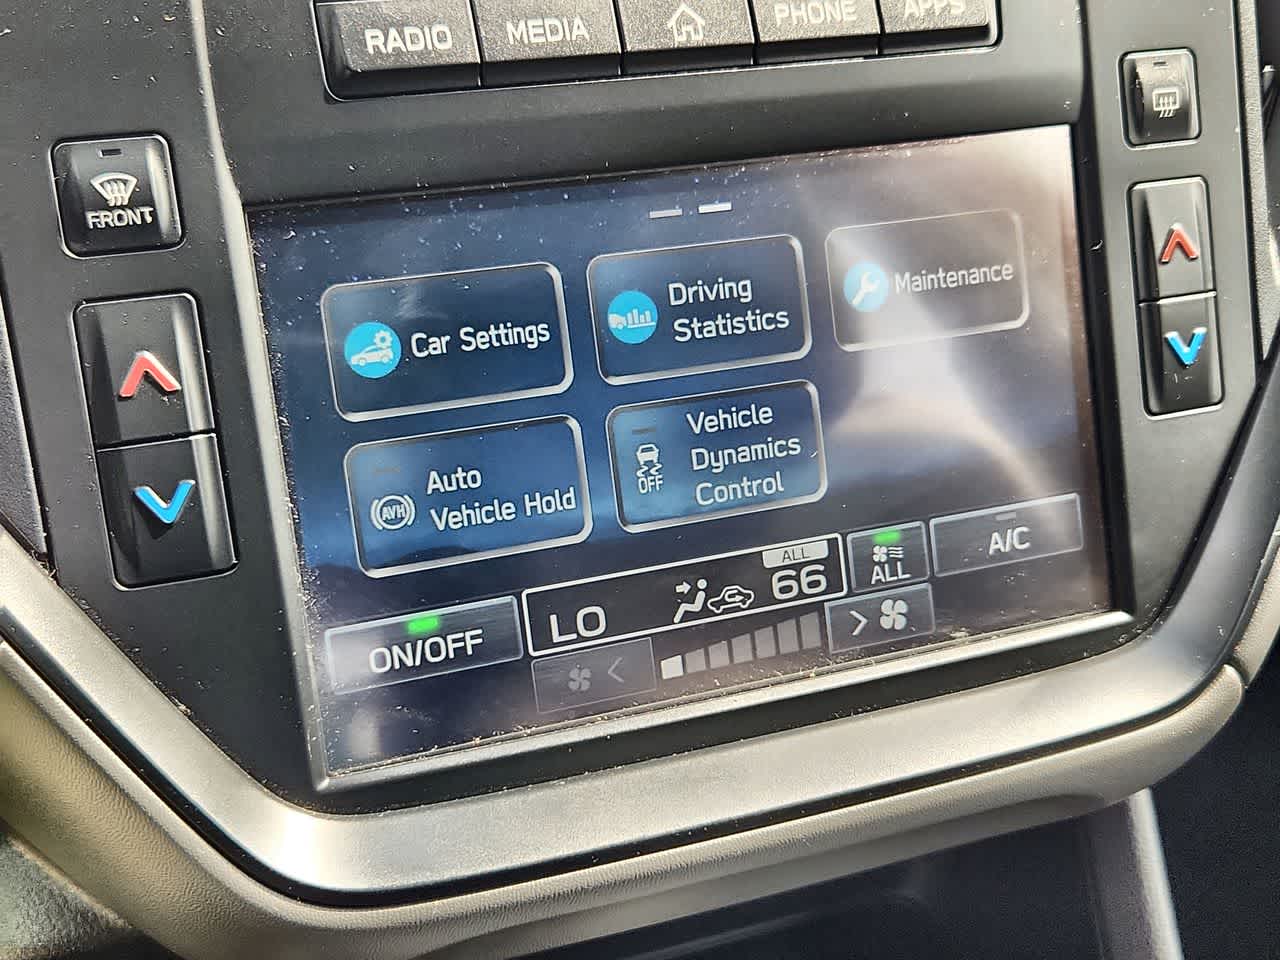 RADIO
MEDIA
PHONE
APPS
FRONT
Car Settings
Driving
Statistics
Maintenance
Auto
Vehicle Hold
AVH
Vehicle
Dynamics
Control
OFF
ON/OFF
LO
ALL
66
ALL
A/C